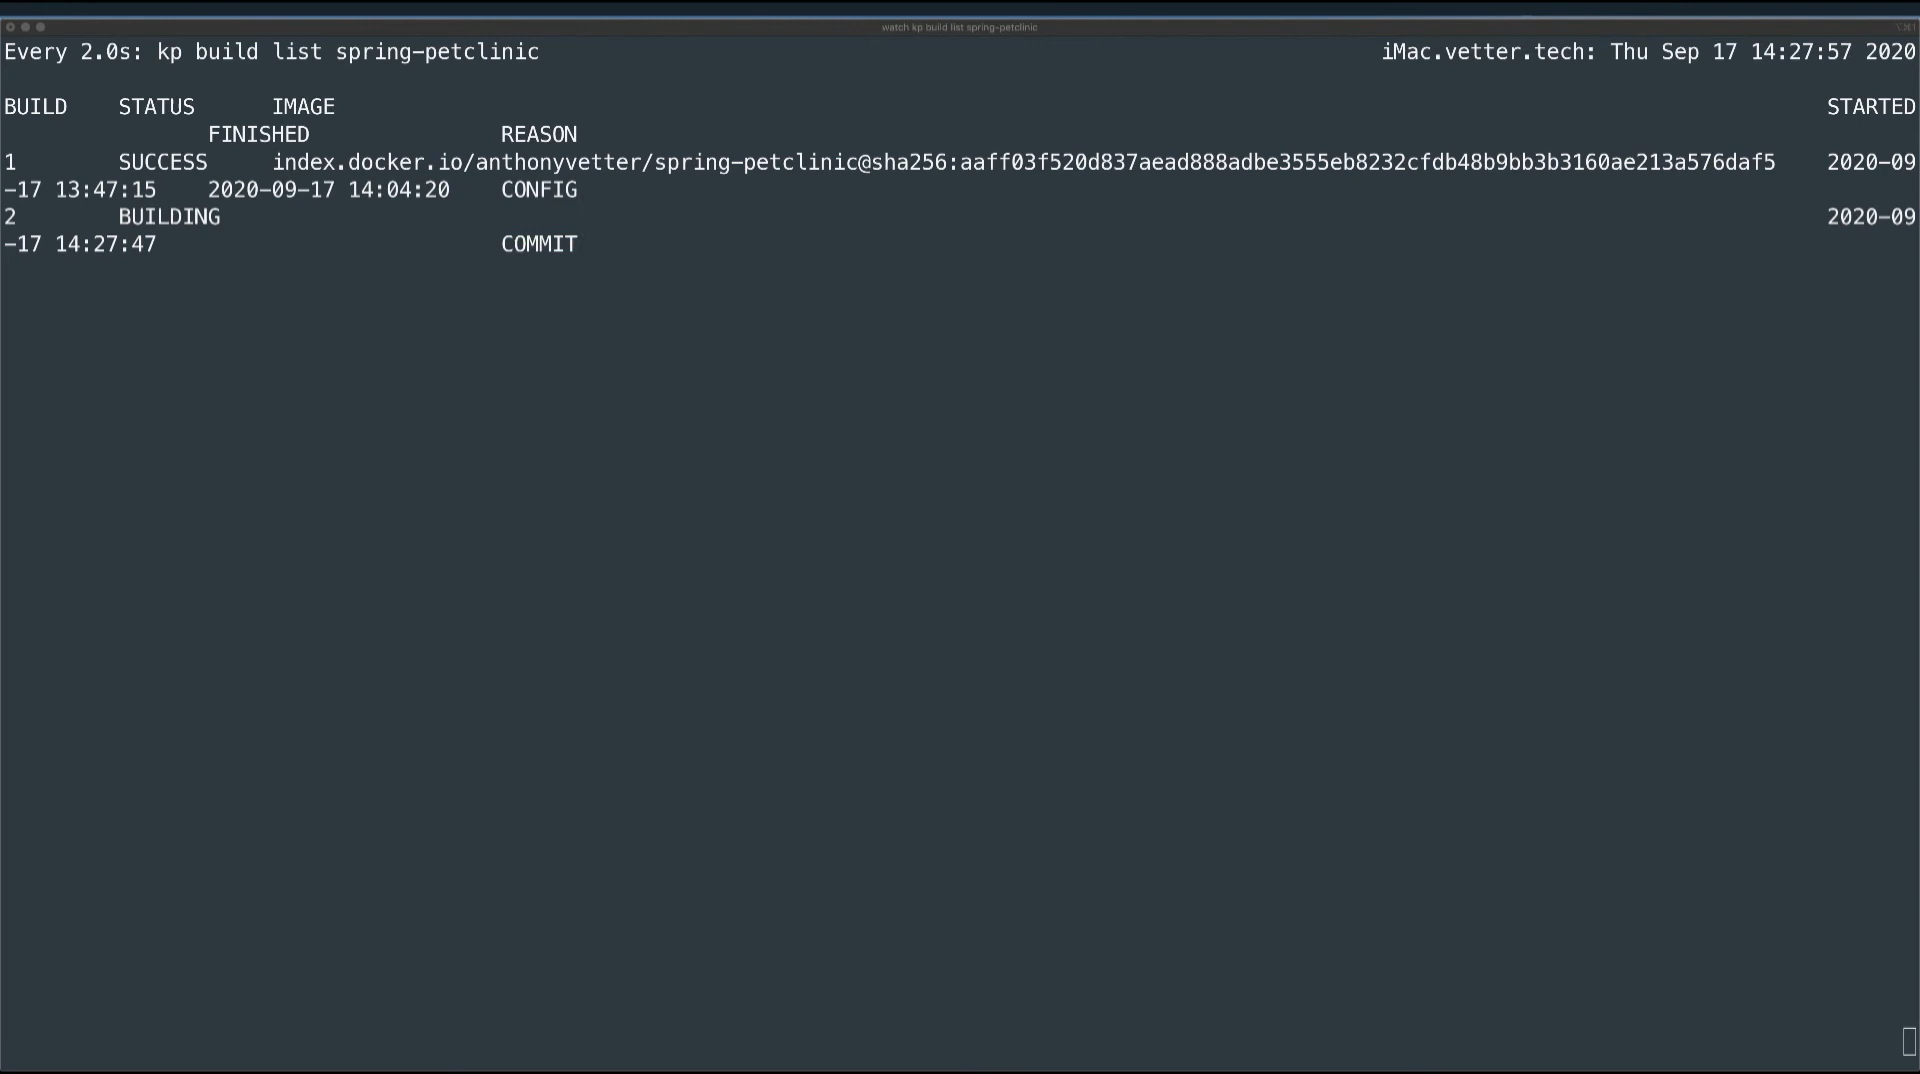 watch kp build list spring-petclinic
Every 2.0s: kp build list spring-petclinic iMac.vetter.tech: Thu Sep 17 14:27:57 2020
BUILD STATUS IMAGE STARTED
FINISHED REASON
1 SUCCESS index.docker.io/anthonyvetter/spring-petclinic@sha256:aaff03f520d837aead888adbe3555eb8232cfdb48b9bb3b3160ae213a576daf5 2020-09
-17 13:47:15 2020-09-17 14:04:20 CONFIG
2 BUILDING 2020-09
-17 14:27:47 COMMIT